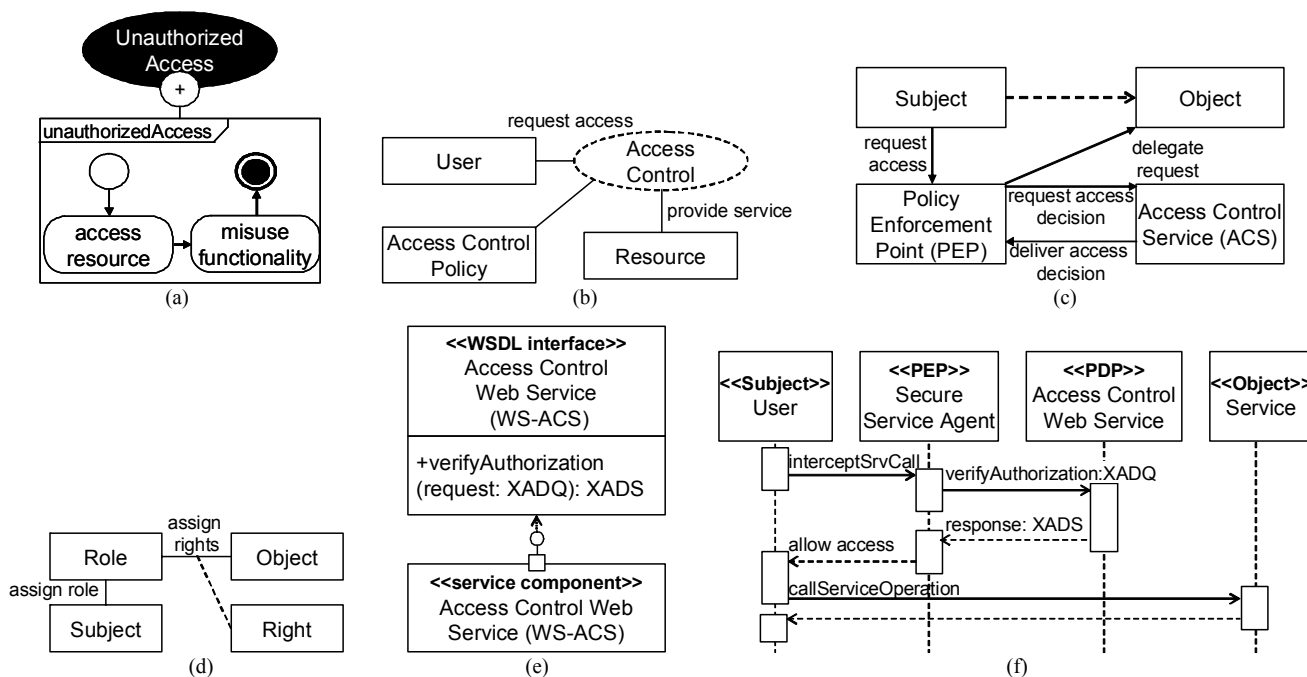 Unauthorized
Access
+
unauthorizedAccess
access
resource
misuse
functionality
(a)
request access
User
Access
Control
provide service
Access Control
Policy
Resource
(b)
Subject
Object
request
access
delegate
request
Policy
Enforcement
Point (PEP)
request access
decision
Access Control
Service (ACS)
deliver access
decision
(c)
assign
rights
Role
Object
assign role
Subject
Right
(d)
<<WSDL interface>>
Access Control
Web Service
(WS-ACS)
+verifyAuthorization
(request: XADQ): XADS
<<service component>>
Access Control Web
Service (WS-ACS)
(e)
<<Subject>>
User
<<PEP>>
Secure
Service Agent
<<PDP>>
Access Control
Web Service
<<Object>>
Service
interceptSrvCall
verifyAuthorization:XADQ
response: XADS
allow access
callServiceOperation
(f)